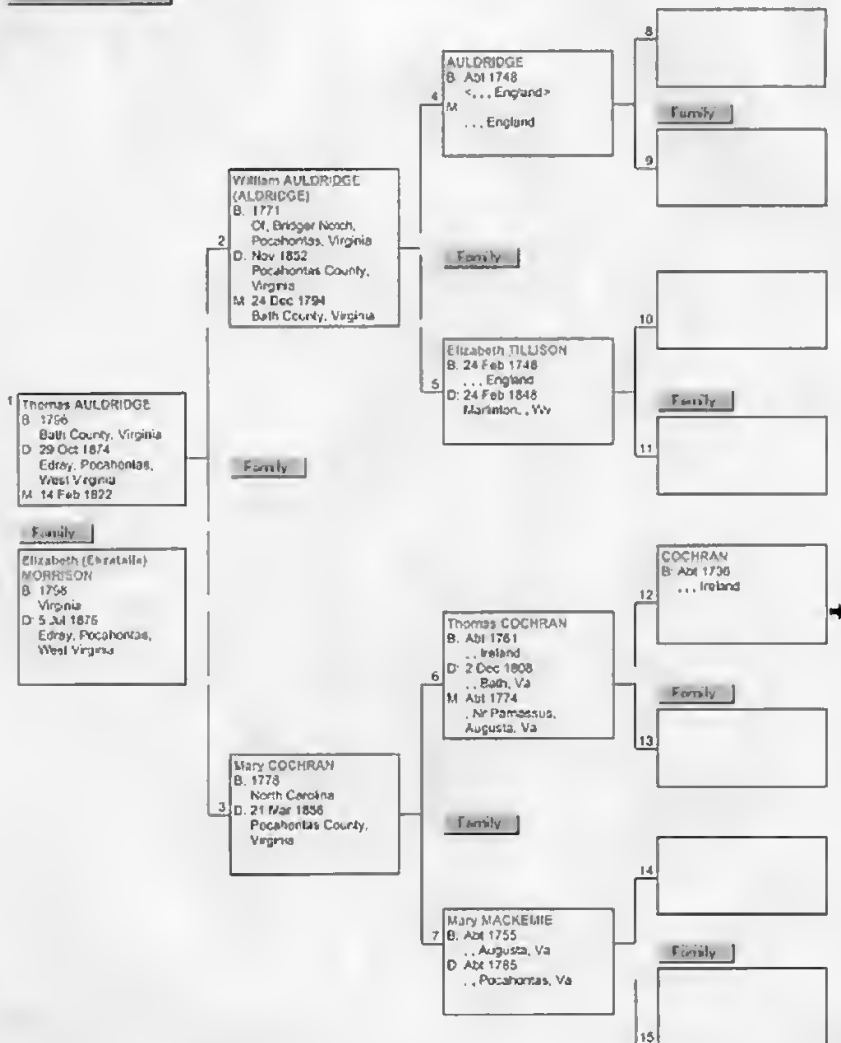 8
AULDRIDGE
B: Abt 1748
<, , , England>
4
M:
, , , England
Family
9
William AULDRIDGE
(ALDRIDGE)
B: 1771
Of, Bridger Notch,
Pocahontas, Virginia
2
D: Nov 1852
Pocahontas County,
Virginia
M: 24 Dec 1794
Bath County, Virginia
Family
10
Elizabeth TILLISON
B: 24 Feb 1748
, , , England
5
D: 24 Feb 1848
, , Wv
Family
11
1
Thomas AULDRIDGE
B: 1796
Bath County, Virginia
D: 29 Oct 1874
Edray, Pocahontas,
West Virginia
M: 14 Feb 1822
Family
Family
Elizabeth
MORRISON
B: 1798
Virginia
D: 5 Jul 1876
Edray, Pocahontas,
West Virginia
COCHRAN
B: Abt 1736
, , , Ireland
12
Thomas COCHRAN
B: Abt 1761
, , Ireland
6
D: 2 Dec 1808
, , Bath, Va
M: Abt 1774
, Nr Parnassus,
Augusta, Va
Family
13
Mary COCHRAN
B: 1778
North Carolina
3
D: 21 Mar 1856
Pocahontas County,
Virginia
Family
14
Mary MACKEMIE
7
B: Abt 1755
, , Augusta, Va
D: Abt 1785
, , Pocahontas, Va
Family
15